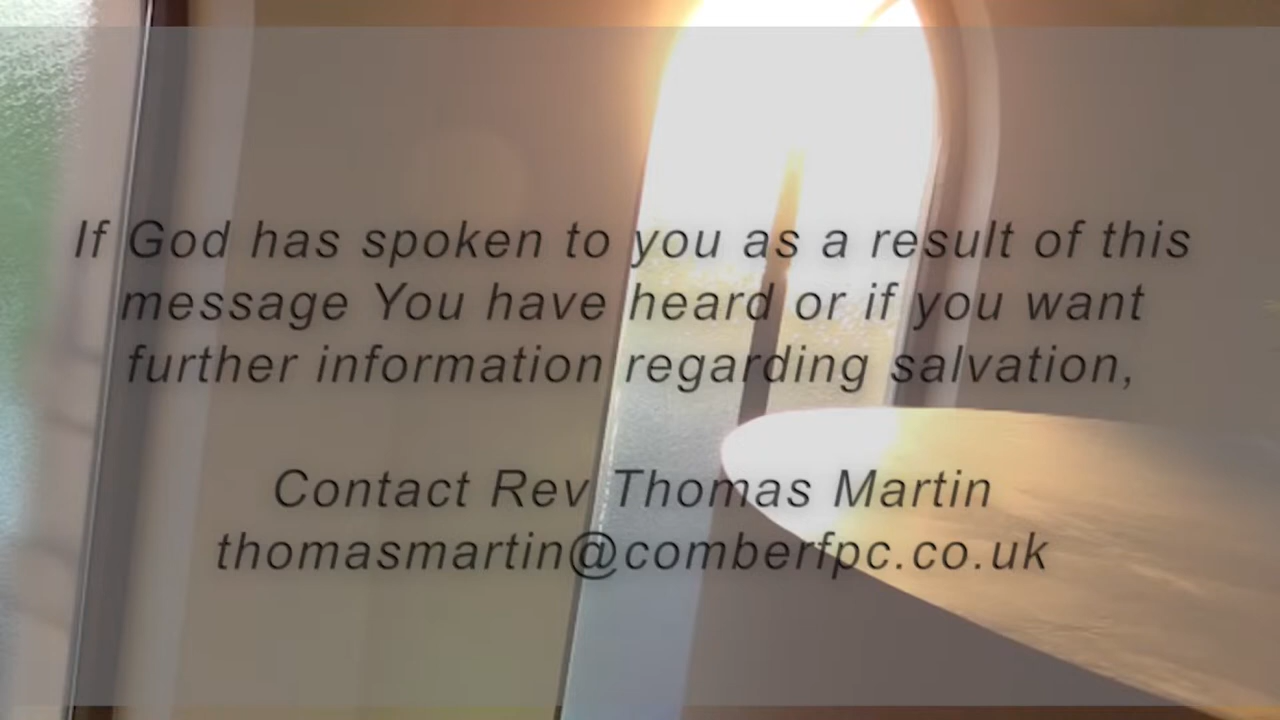 If God has spoken to you as a result of this
message You have heard or if you want
further information regarding salvation,
Contact Rev Thomas Martin
thomasmartin@comberfpc.co.uk